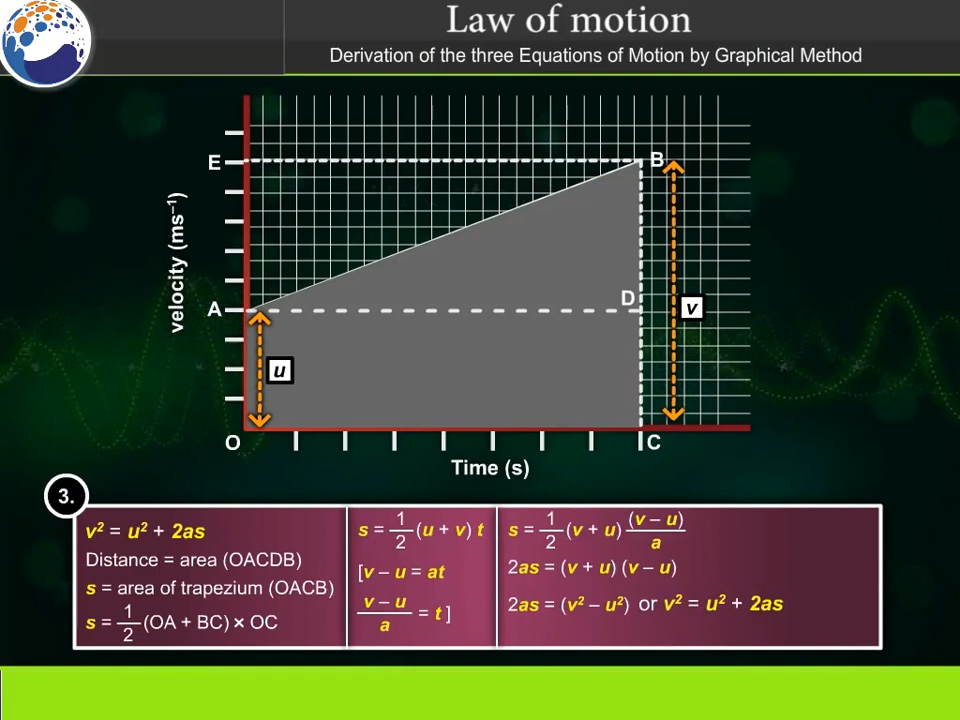 Law of motion
Derivation of the three Equations of Motion by Graphical Method
E
B
velocity (ms⁻¹)
A
D
v
u
O
C
Time (s)
3.
v² = u² + 2as
Distance = area (OACDB)
s = area of trapezium (OACB)
s = 1/2 (OA + BC) × OC
s = 1/2 (u + v) t
[v – u = at
v – u / a = t ]
s = 1/2 (v + u) (v – u) / a
2as = (v + u) (v – u)
2as = (v² – u²) or v² = u² + 2as